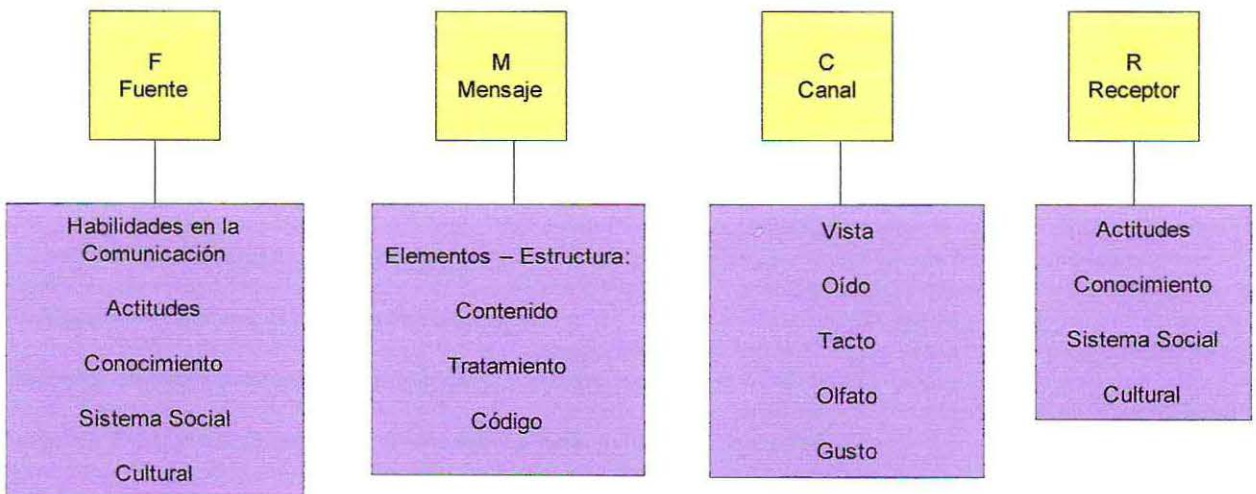 F
Fuente
M
Mensaje
C
Canal
R
Receptor
Habilidades en la
Comunicación
Actitudes
Conocimiento
Sistema Social
Cultural
Elementos – Estructura:
Contenido
Tratamiento
Código
Vista
Oído
Tacto
Olfato
Gusto
Actitudes
Conocimiento
Sistema Social
Cultural